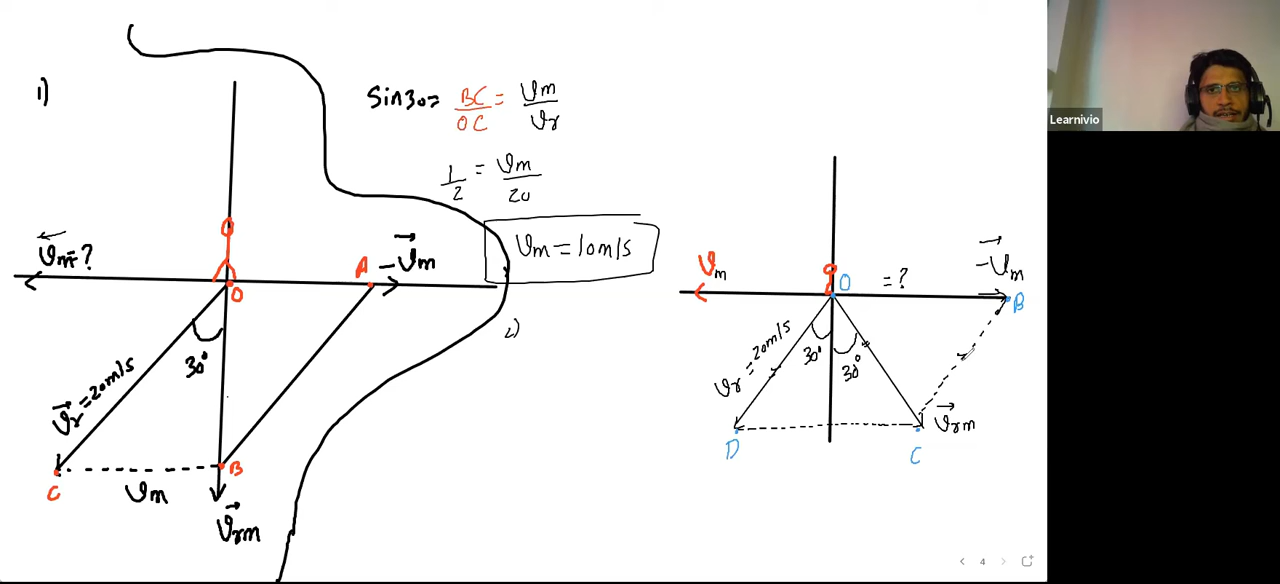 1)
Sin30 = BC/OC = Vm/Vr
1/2 = Vm/20
Vm = 10m/s
Vm = ?
A
-Vm
O
30°
Vr = 20m/s
C
B
Vm
Vrm
2)
Vm
O
= ?
-Vm
B
Vr = 20m/s
30°
30°
Vrm
D
C
Learnivio
4